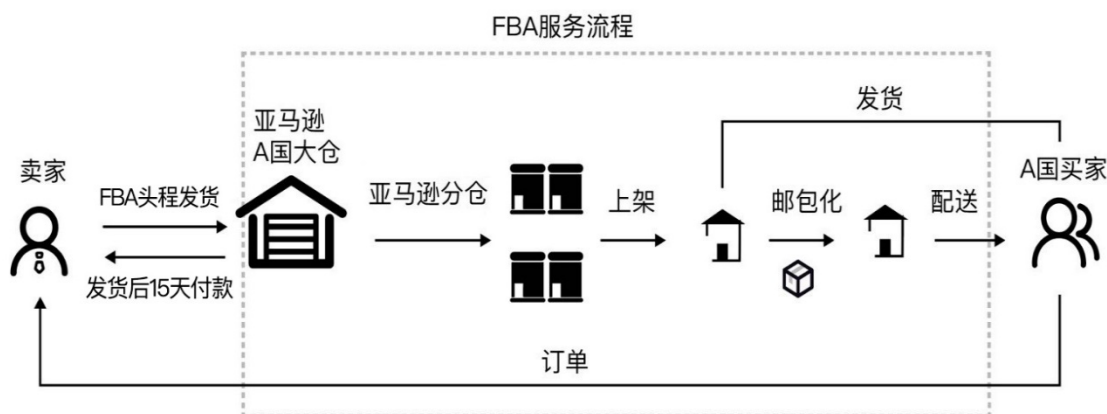 FBA服务流程
发货
亚马逊
A国大仓
卖家
A国买家
FBA头程发货
亚马逊分仓
上架
邮包化
配送
发货后15天付款
订单